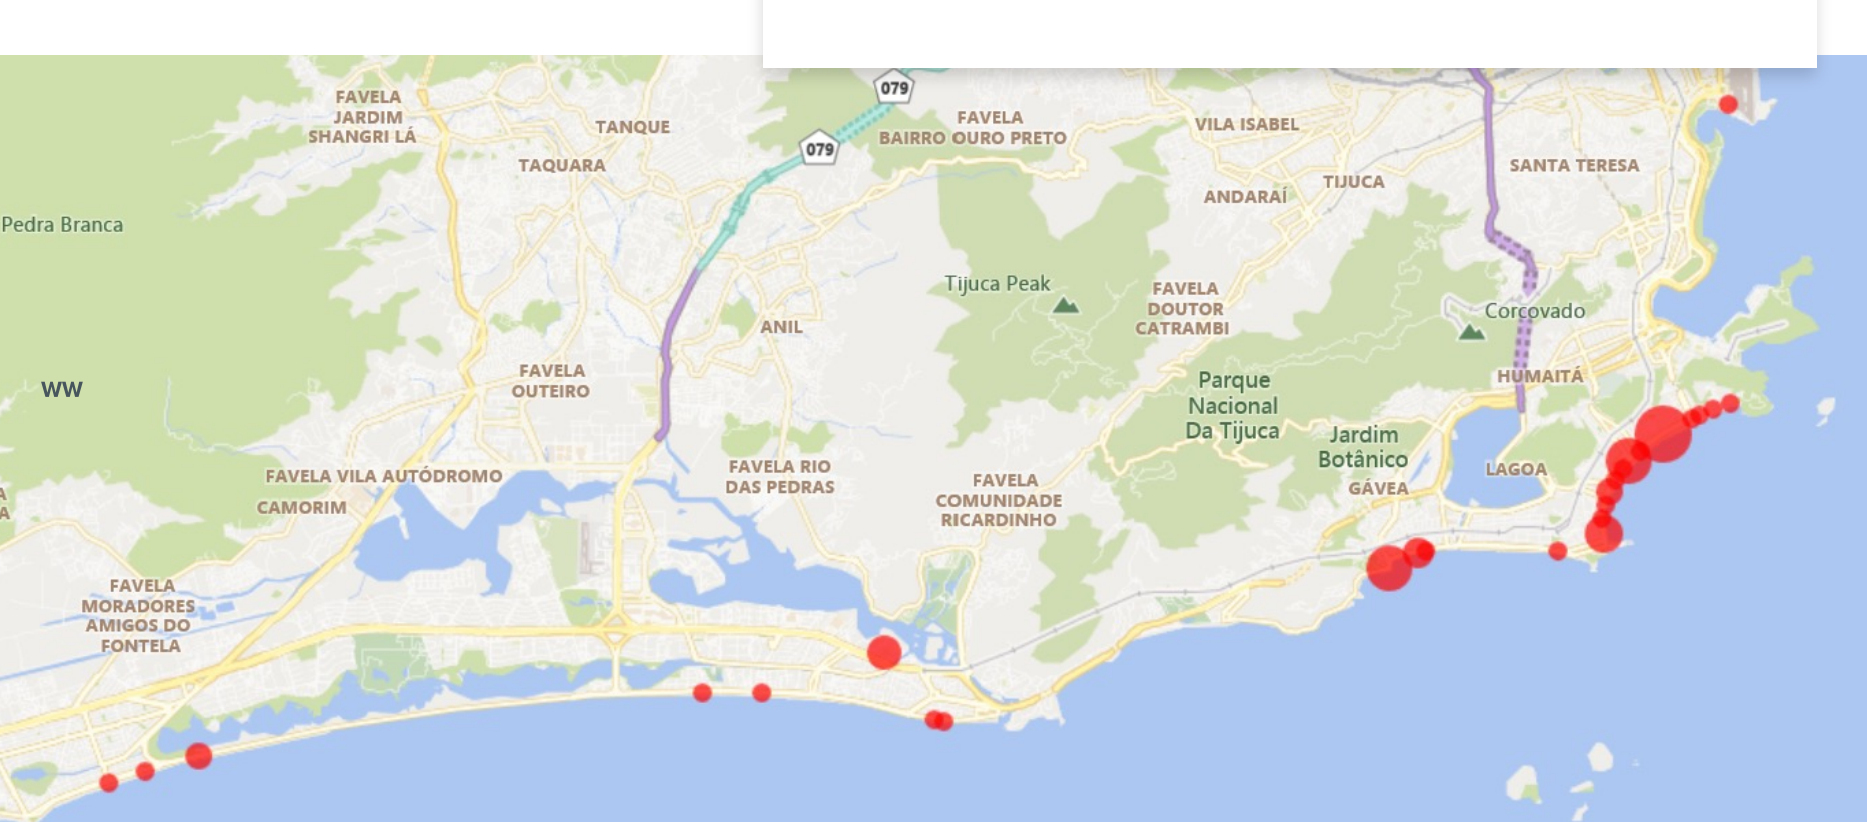 079
FAVELA
JARDIM
SHANGRI LÁ
TANQUE
FAVELA
BAIRRO OURO PRETO
VILA ISABEL
079
TAQUARA
SANTA TERESA
TIJUCA
ANDARAÍ
Pedra Branca
Tijuca Peak
FAVELA
DOUTOR
CATRAMBI
Corcovado
ANIL
FAVELA
OUTEIRO
HUMAITÁ
WW
Parque
Nacional
Da Tijuca
Jardim
Botânico
LAGOA
FAVELA RIO
DAS PEDRAS
FAVELA VILA AUTÓDROMO
GÁVEA
FAVELA
COMUNIDADE
RICARDINHO
A
A
CAMORIM
FAVELA
MORADORES
AMIGOS DO
FONTELA